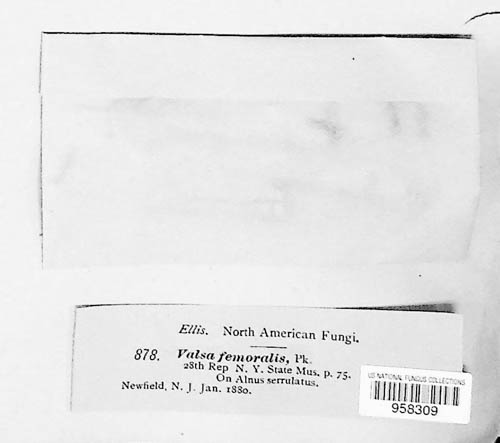 Ellis. North American Fungi.
878. Valsa femoralis, Pk.
28th Rep N. Y. State Mus. p. 75.
On Alnus serrulatus.
Newfield, N. J. Jan. 1880.
US NATIONAL FUNGUS COLLECTIONS
958309